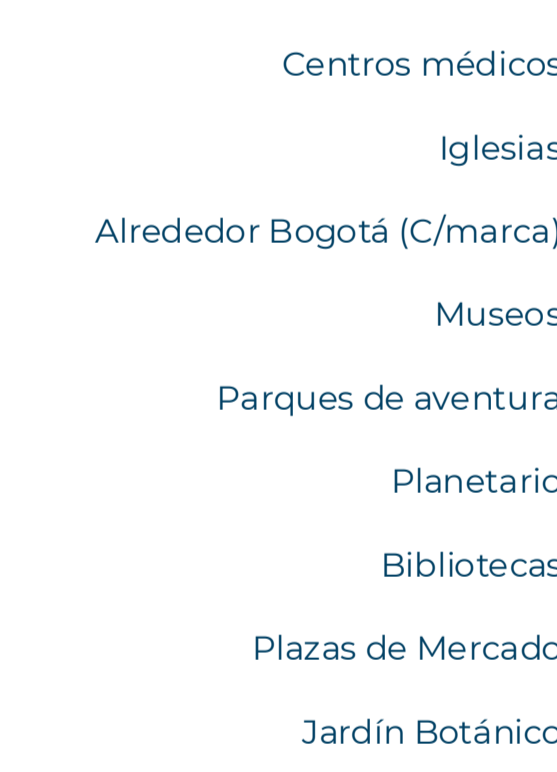 Centros médicos
Iglesias
Alrededor Bogotá (C/marca)
Museos
Parques de aventura
Planetario
Bibliotecas
Plazas de Mercado
Jardín Botánico